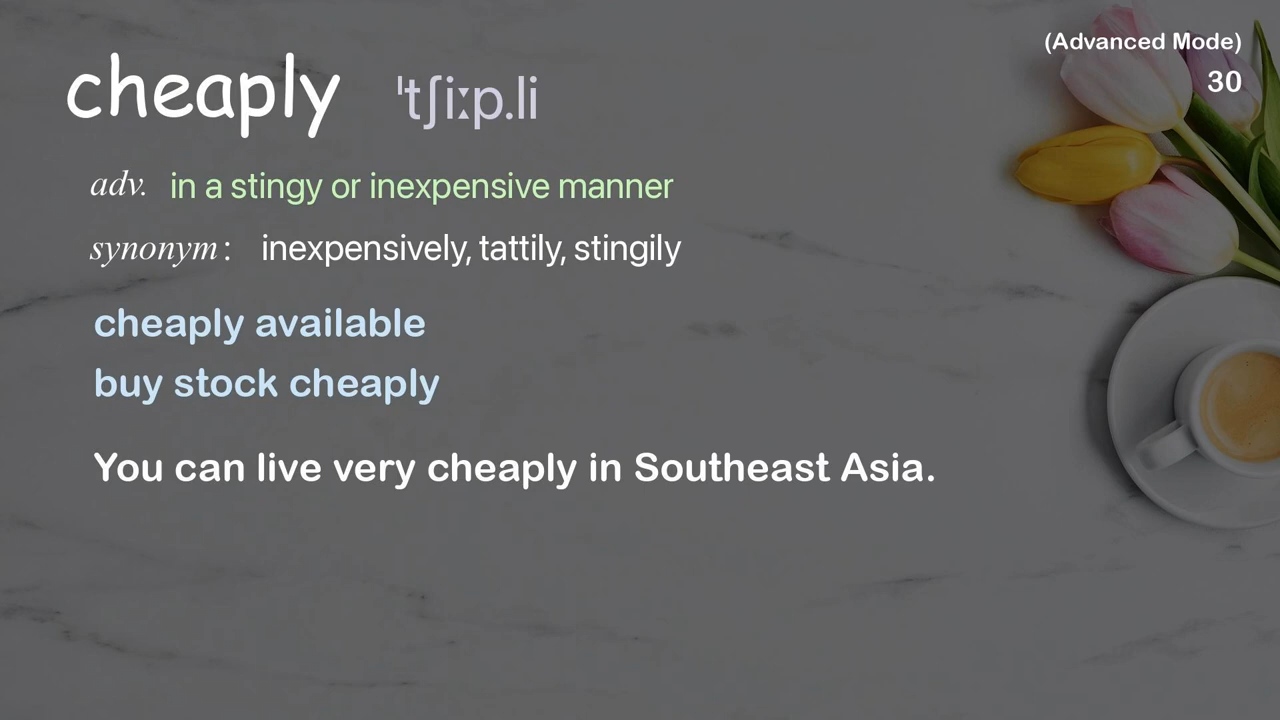 (Advanced Mode)
30
cheaply ˈtʃiːp.li
adv. in a stingy or inexpensive manner
synonym: inexpensively, tattily, stingily
cheaply available
buy stock cheaply
You can live very cheaply in Southeast Asia.